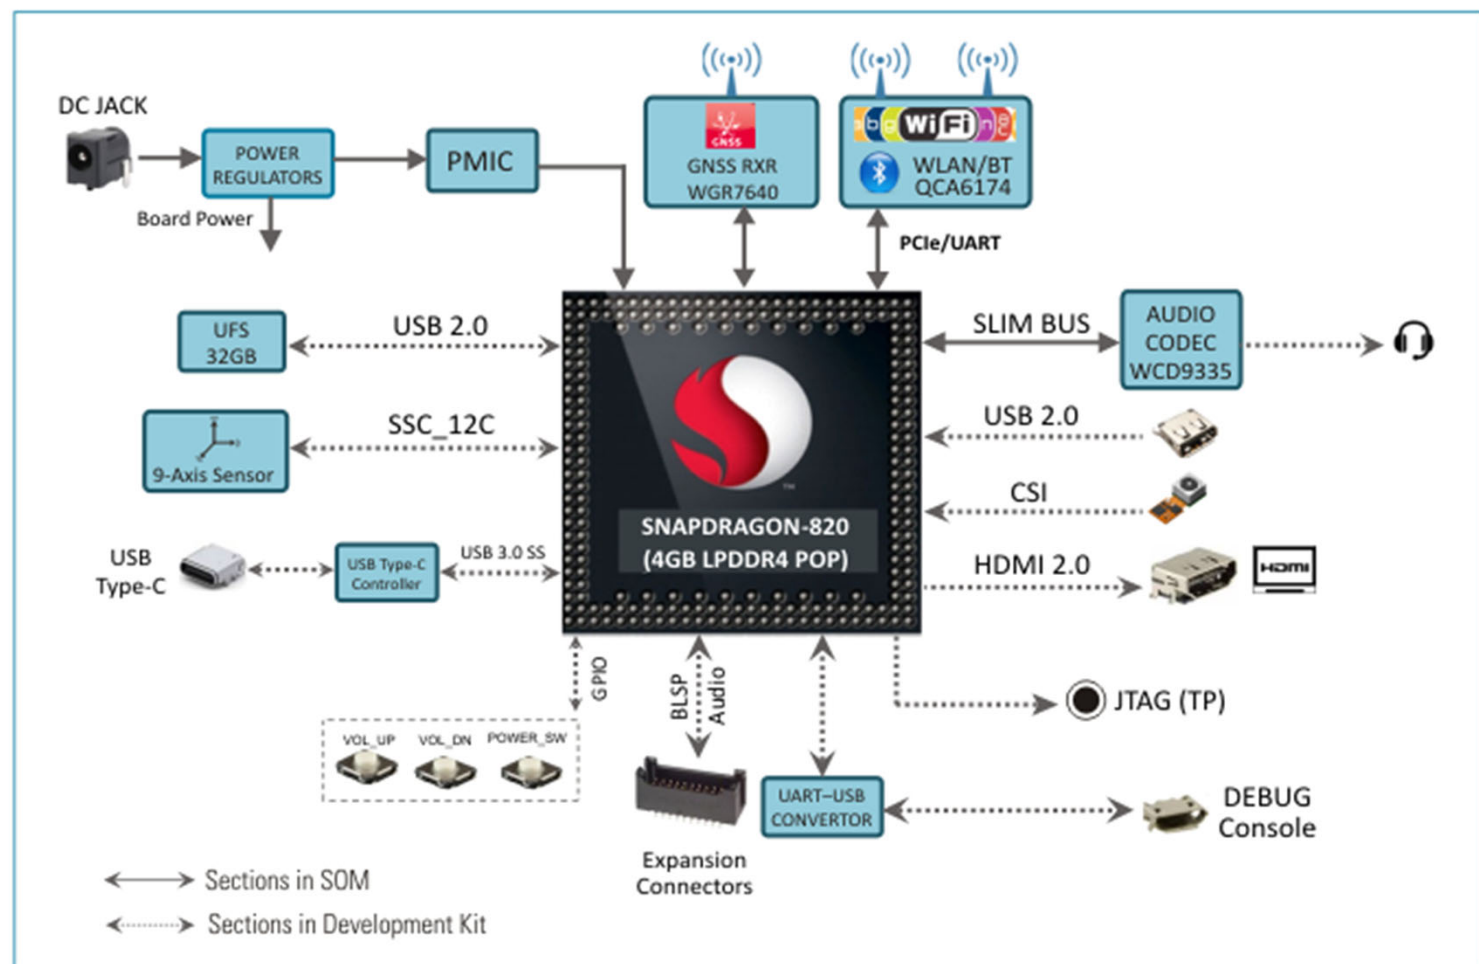 DC JACK
POWER
REGULATORS
Board Power
PMIC
GNSS
GNSS RXR
WGR7640
a b g WiFi n ac
WLAN/BT
QCA6174
PCIe/UART
UFS
32GB
USB 2.0
SLIM BUS
AUDIO
CODEC
WCD9335
9-Axis Sensor
SSC_12C
USB 2.0
CSI
SNAPDRAGON-820
(4GB LPDDR4 POP)
TM
USB
Type-C
USB Type-C
Controller
USB 3.0 SS
HDMI 2.0
HDMI
GPIO
BLSP
Audio
JTAG (TP)
VOL_UP
VOL_DN
POWER_SW
UART–USB
CONVERTOR
DEBUG
Console
Expansion
Connectors
Sections in SOM
Sections in Development Kit